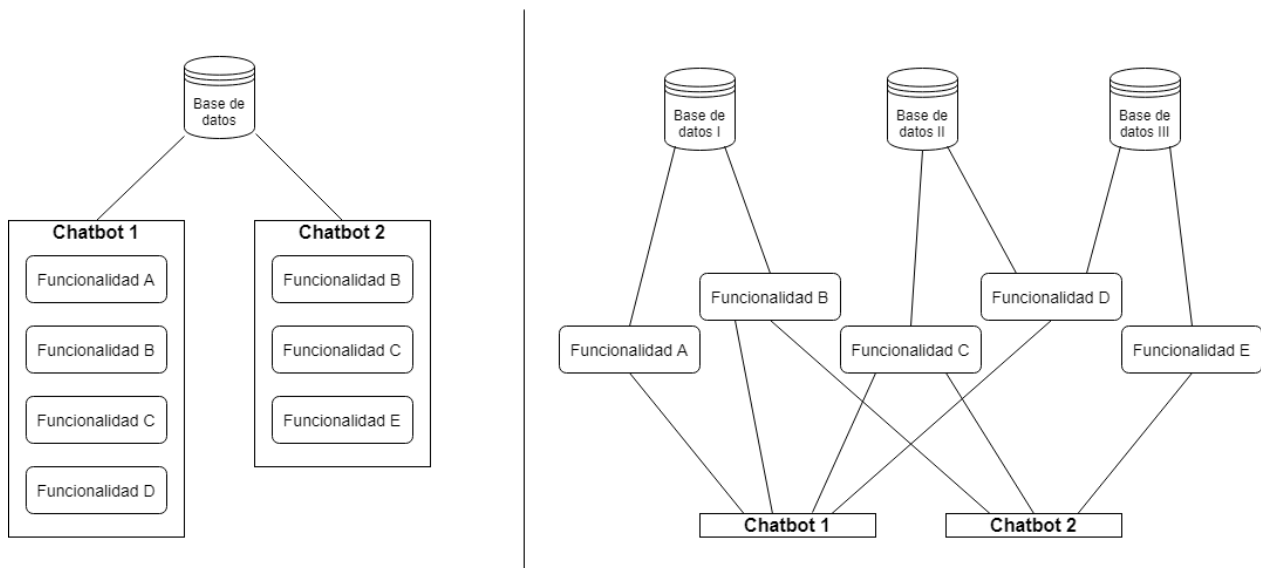 Base de
datos
Chatbot 1
Funcionalidad A
Funcionalidad B
Funcionalidad C
Funcionalidad D
Chatbot 2
Funcionalidad B
Funcionalidad C
Funcionalidad E
Base de
datos I
Base de
datos II
Base de
datos III
Funcionalidad B
Funcionalidad D
Funcionalidad A
Funcionalidad C
Funcionalidad E
Chatbot 1
Chatbot 2